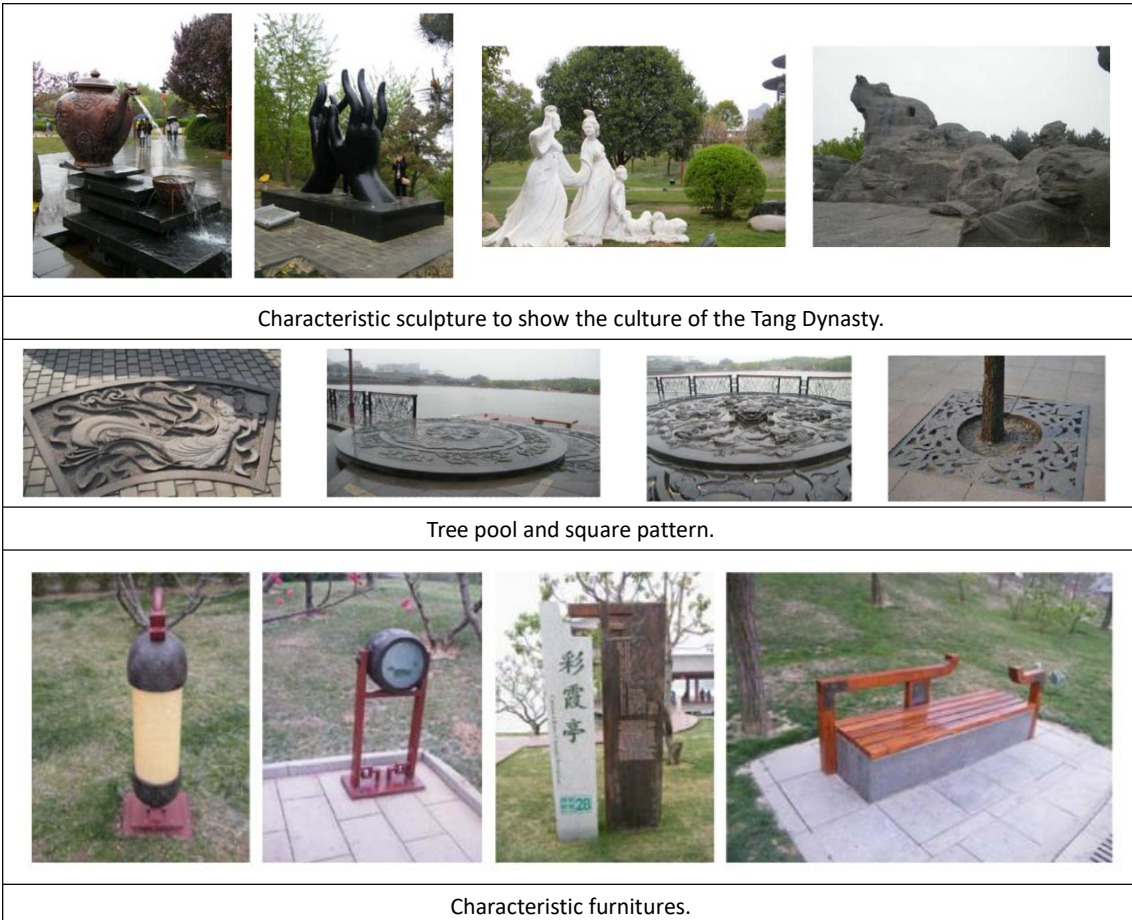 Characteristic sculpture to show the culture of the Tang Dynasty.
Tree pool and square pattern.
彩霞亭
28
Characteristic furnitures.